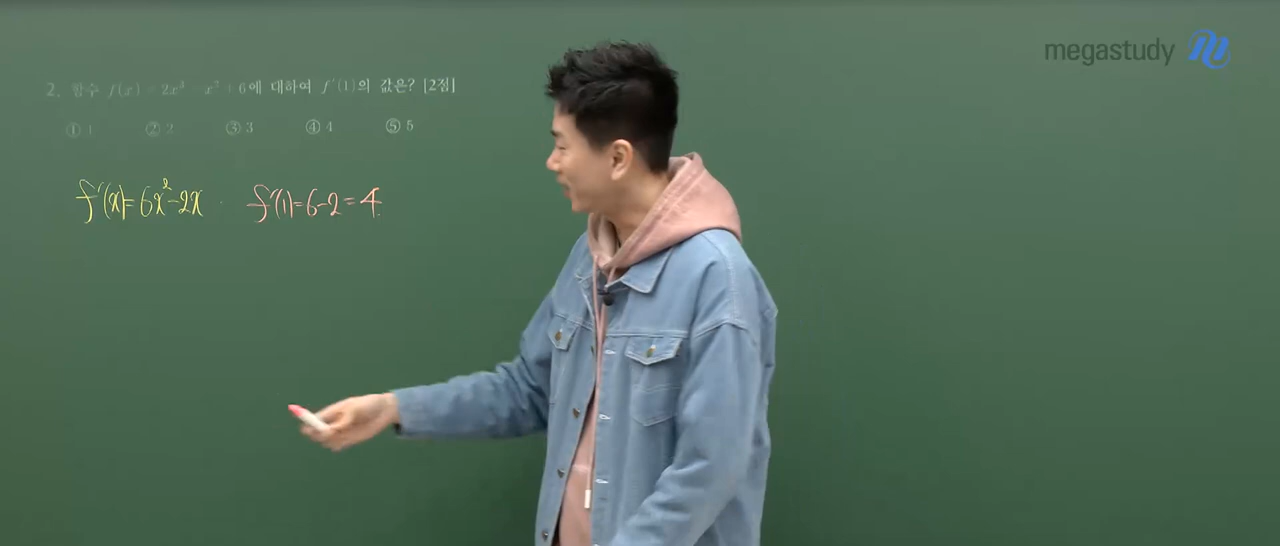 megastudy
2. 함수 f(x) = 2x³ - x² + 6에 대하여 f′(1)의 값은? [2점]
① 1 ② 2 ③ 3 ④ 4 ⑤ 5
f′(x)=6x²-2x f′(1)=6-2=4